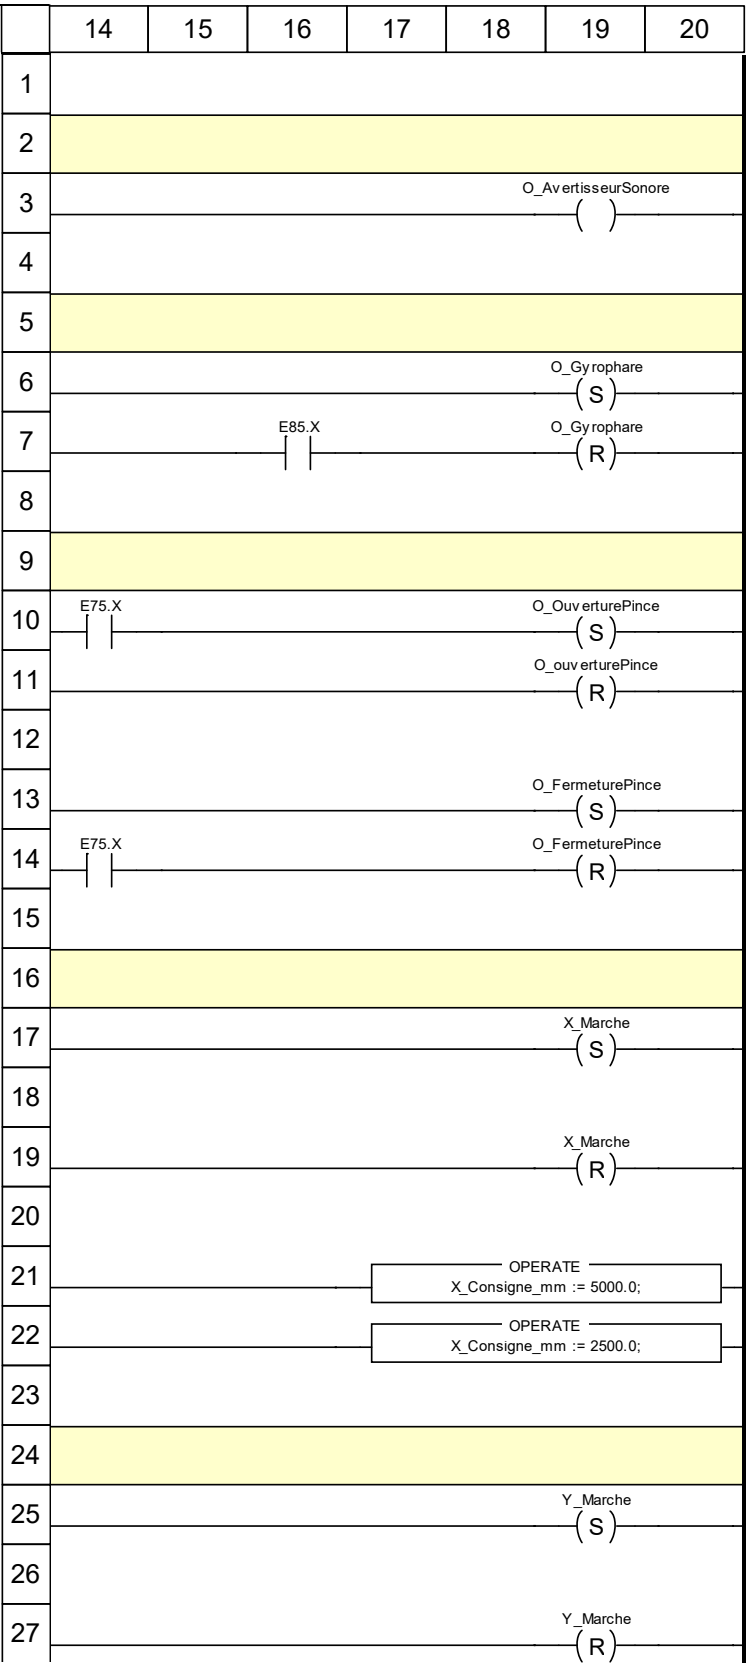 14 15 16 17 18 19 20
1
2
O_AvertisseurSonore
3
( )
4
5
O_Gyrophare
6
(S)
E85.X O_Gyrophare
7
(R)
8
9
E75.X O_OuverturePince
10
(S)
O_ouverturePince
11
(R)
12
O_FermeturePince
13
(S)
E75.X O_FermeturePince
14
(R)
15
16
X_Marche
17
(S)
18
X_Marche
19
(R)
20
OPERATE
21
X_Consigne_mm := 5000.0;
OPERATE
22
X_Consigne_mm := 2500.0;
23
24
Y_Marche
25
(S)
26
Y_Marche
27
(R)